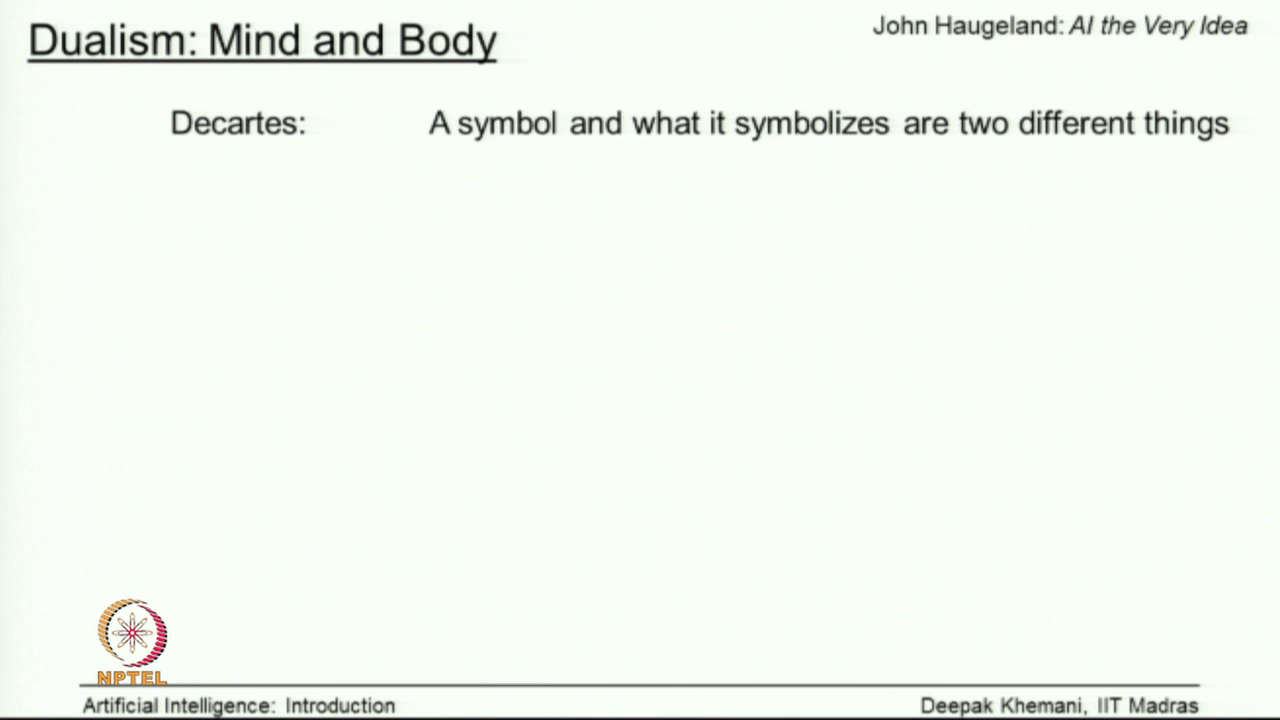 Dualism: Mind and Body
John Haugeland: AI the Very Idea
Decartes: A symbol and what it symbolizes are two different things
NPTEL
Artificial Intelligence: Introduction
Deepak Khemani, IIT Madras